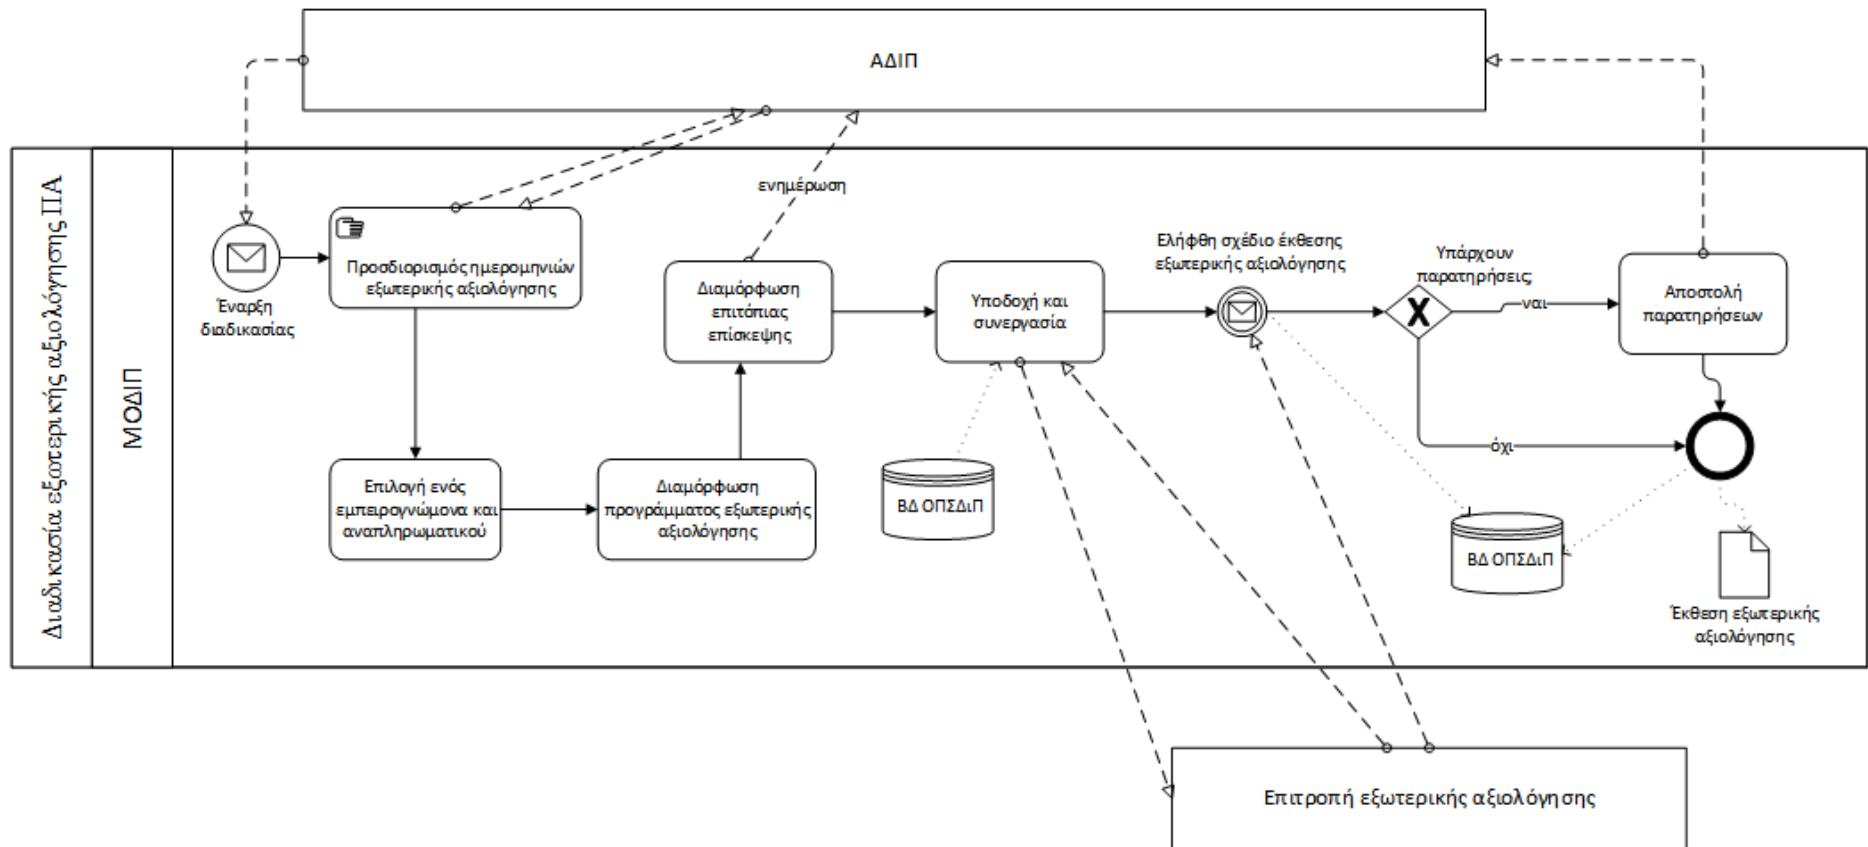 ΑΔΙΠ
Διαδικασία εξωτερικής αξιολόγησης ΠΑ
ΜΟΔΙΠ
Έναρξη
διαδικασίας
Προσδιορισμός ημερομηνιών
εξωτερικής αξιολόγησης
Επιλογή ενός
εμπειρογνώμονα και
αναπληρωματικού
Διαμόρφωση
προγράμματος εξωτερικής
αξιολόγησης
Διαμόρφωση
επιτόπιας
επίσκεψης
ενημέρωση
Υποδοχή και
συνεργασία
ΒΔ ΟΠΣΔιΠ
Ελήφθη σχέδιο έκθεσης
εξωτερικής αξιολόγησης
Υπάρχουν
παρατηρήσεις;
ναι
όχι
Αποστολή
παρατηρήσεων
ΒΔ ΟΠΣΔιΠ
Έκθεση εξωτερικής
αξιολόγησης
Επιτροπή εξωτερικής αξιολόγησης